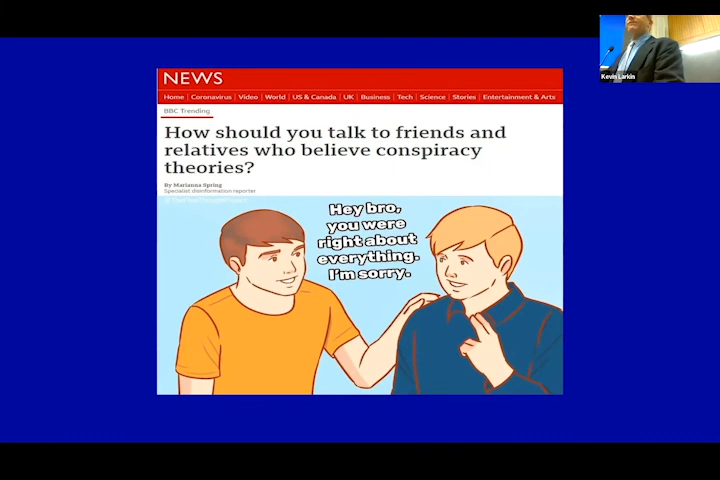 NEWS
Home | Coronavirus | Video | World | US & Canada | UK | Business | Tech | Science | Stories | Entertainment & Arts
BBC Trending
How should you talk to friends and
relatives who believe conspiracy
theories?
By Marianna Spring
Specialist disinformation reporter
Hey bro,
you were
right about
everything.
I'm sorry.
Kevin Larkin